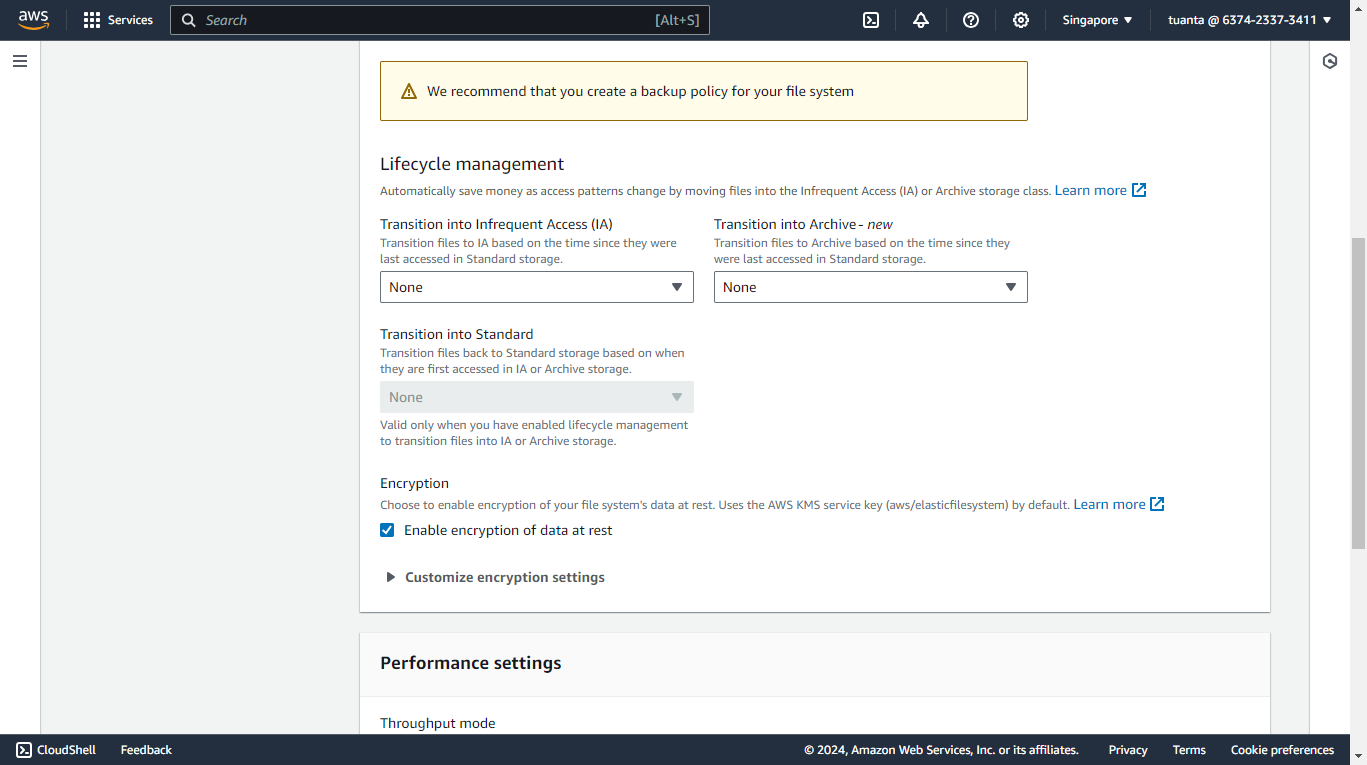 aws
Services
Search
[Alt+S]
Singapore
tuanta @ 6374-2337-3411
We recommend that you create a backup policy for your file system
Lifecycle management
Automatically save money as access patterns change by moving files into the Infrequent Access (IA) or Archive storage class. Learn more
Transition into Infrequent Access (IA)
Transition files to IA based on the time since they were
last accessed in Standard storage.
None
Transition into Archive - new
Transition files to Archive based on the time since they
were last accessed in Standard storage.
None
Transition into Standard
Transition files back to Standard storage based on when
they are first accessed in IA or Archive storage.
None
Valid only when you have enabled lifecycle management
to transition files into IA or Archive storage.
Encryption
Choose to enable encryption of your file system's data at rest. Uses the AWS KMS service key (aws/elasticfilesystem) by default. Learn more
Enable encryption of data at rest
Customize encryption settings
Performance settings
Throughput mode
CloudShell
Feedback
© 2024, Amazon Web Services, Inc. or its affiliates.
Privacy
Terms
Cookie preferences